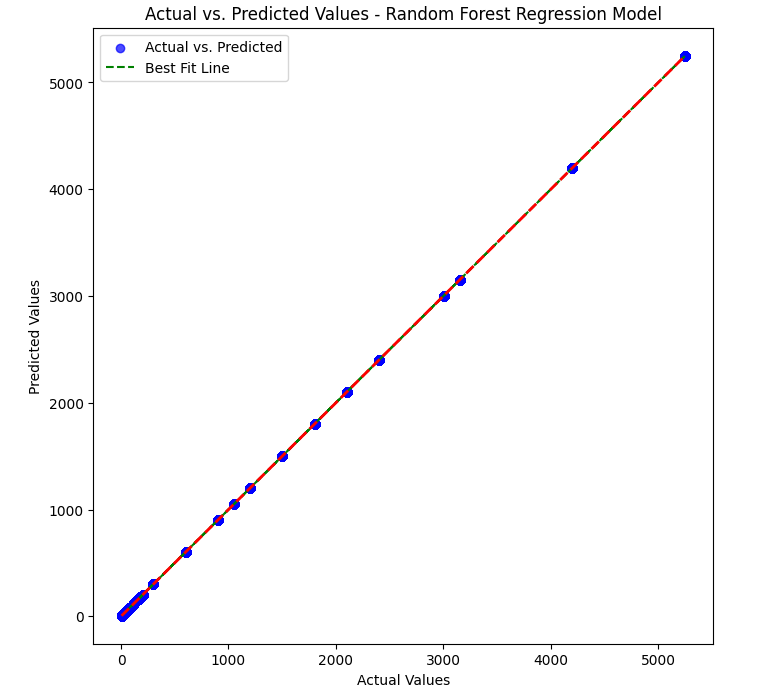 Actual vs. Predicted Values - Random Forest Regression Model
Actual vs. Predicted
Best Fit Line
5000
4000
3000
2000
1000
0
Predicted Values
0 1000 2000 3000 4000 5000
Actual Values